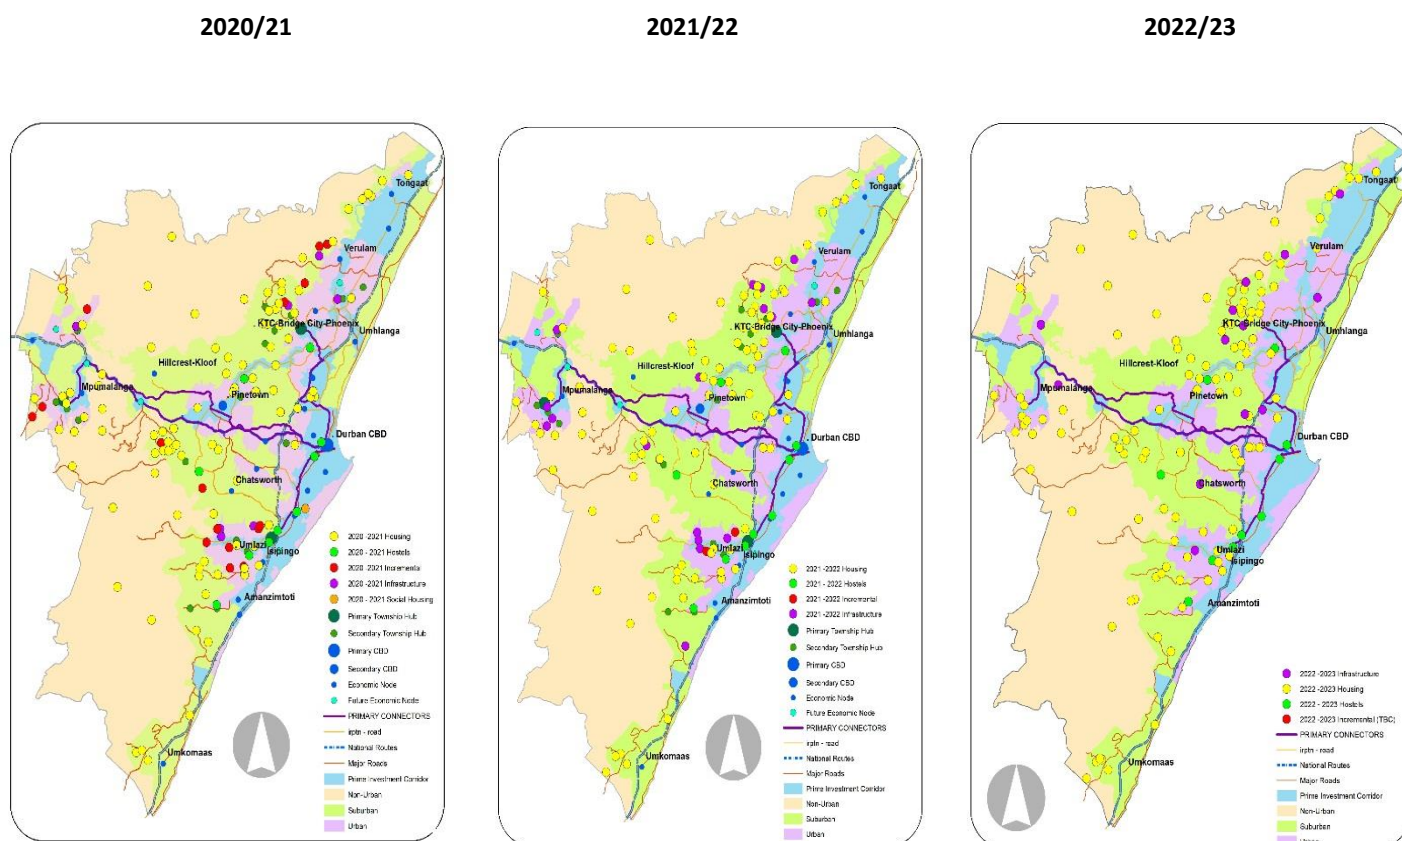 2020/21
2021/22
2022/23
Tongaat
Verulam
KTC-Bridge City-Phoenix
Umhlanga
Hillcrest-Kloof
Mpumalanga
Pinetown
Durban CBD
Chatsworth
Umlazi
Isipingo
Amanzimtoti
Umkomaas
2020 -2021 Housing
2020 - 2021 Hostels
2020 -2021 Incremental
2020 -2021 Infrastructure
2020 - 2021 Social Housing
Primary Township Hub
Secondary Township Hub
Primary CBD
Secondary CBD
Economic Node
Future Economic Node
PRIMARY CONNECTORS
irptn - road
National Routes
Major Roads
Prime Investment Corridor
Non-Urban
Suburban
Urban
Tongaat
Verulam
KTC-Bridge City-Phoenix
Umhlanga
Hillcrest-Kloof
Mpumalanga
Pinetown
Durban CBD
Chatsworth
Umlazi
Isipingo
Amanzimtoti
Umkomaas
2021 -2022 Housing
2021 - 2022 Hostels
2021 -2022 Incremental
2021 -2022 Infrastructure
Primary Township Hub
Secondary Township Hub
Primary CBD
Secondary CBD
Economic Node
Future Economic Node
PRIMARY CONNECTORS
irptn - road
National Routes
Major Roads
Prime Investment Corridor
Non-Urban
Suburban
Urban
Tongaat
Verulam
KTC-Bridge City-Phoenix
Umhlanga
Hillcrest-Kloof
Mpumalanga
Pinetown
Durban CBD
Chatsworth
Umlazi
Isipingo
Amanzimtoti
Umkomaas
2022 -2023 Infrastructure
2022 -2023 Housing
2022 - 2023 Hostels
2022 -2023 Incremental (TBC)
PRIMARY CONNECTORS
irptn - road
National Routes
Major Roads
Prime Investment Corridor
Non-Urban
Suburban